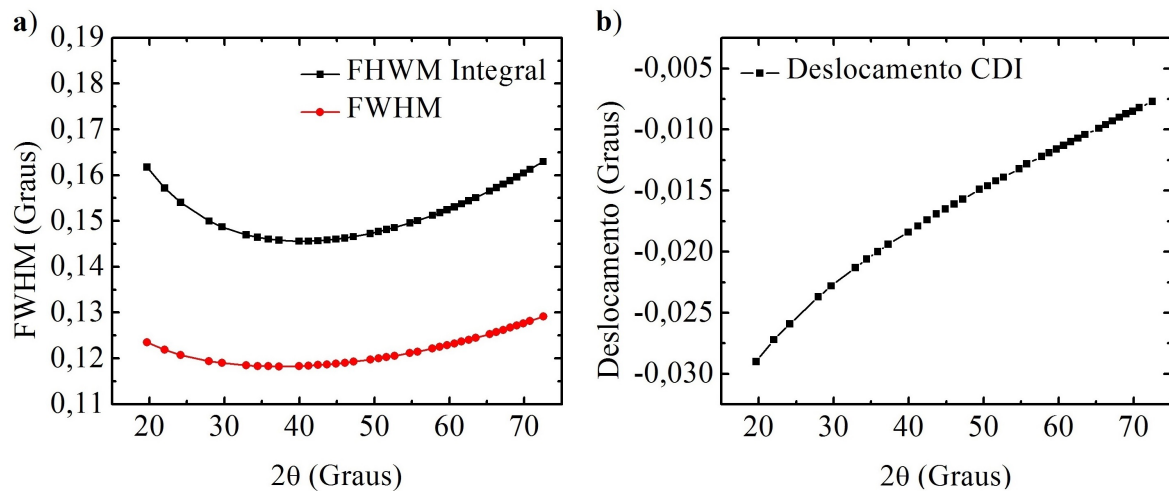 a)
0,19
0,18
0,17
0,16
0,15
0,14
0,13
0,12
0,11
FWHM (Graus)
FHWM Integral
FWHM
20 30 40 50 60 70
2θ (Graus)
b)
-0,005
-0,010
-0,015
-0,020
-0,025
-0,030
Deslocamento (Graus)
Deslocamento CDI
20 30 40 50 60 70
2θ (Graus)